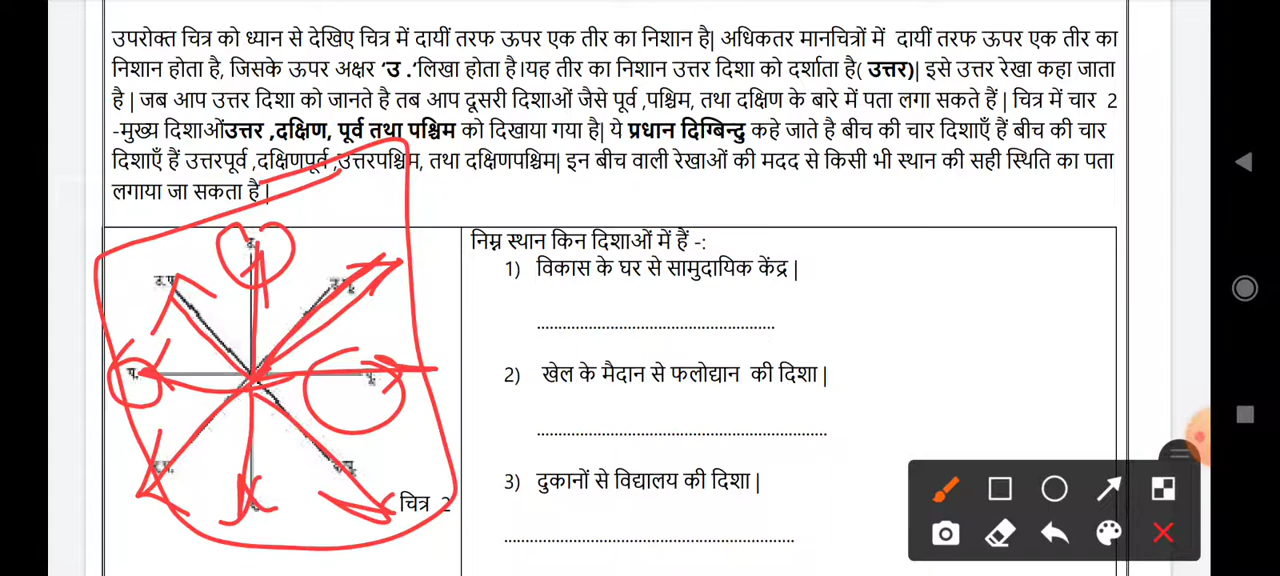 उपरोक्त चित्र को ध्यान से देखिए चित्र में दायीं तरफ ऊपर एक तीर का निशान है| अधिकतर मानचित्रों में दायीं तरफ ऊपर एक तीर का
निशान होता है, जिसके ऊपर अक्षर ‘उ .‘लिखा होता है।यह तीर का निशान उत्तर दिशा को दर्शाता है( उत्तर)| इसे उत्तर रेखा कहा जाता
है | जब आप उत्तर दिशा को जानते है तब आप दूसरी दिशाओं जैसे पूर्व ,पश्चिम, तथा दक्षिण के बारे में पता लगा सकते हैं | चित्र में चार 2
-मुख्य दिशाओंउत्तर ,दक्षिण, पूर्व तथा पश्चिम को दिखाया गया है| ये प्रधान दिग्बिन्दु कहे जाते है बीच की चार दिशाएँ हैं बीच की चार
दिशाएँ हैं उत्तरपूर्व ,दक्षिणपूर्व ,उत्तरपश्चिम, तथा दक्षिणपश्चिम| इन बीच वाली रेखाओं की मदद से किसी भी स्थान की सही स्थिति का पता
लगाया जा सकता है |
उ.
उ.प.
प.
पू.
चित्र 2
निम्न स्थान किन दिशाओं में हैं -:
1) विकास के घर से सामुदायिक केंद्र |
2) खेल के मैदान से फलोद्यान की दिशा |
3) दुकानों से विद्यालय की दिशा |